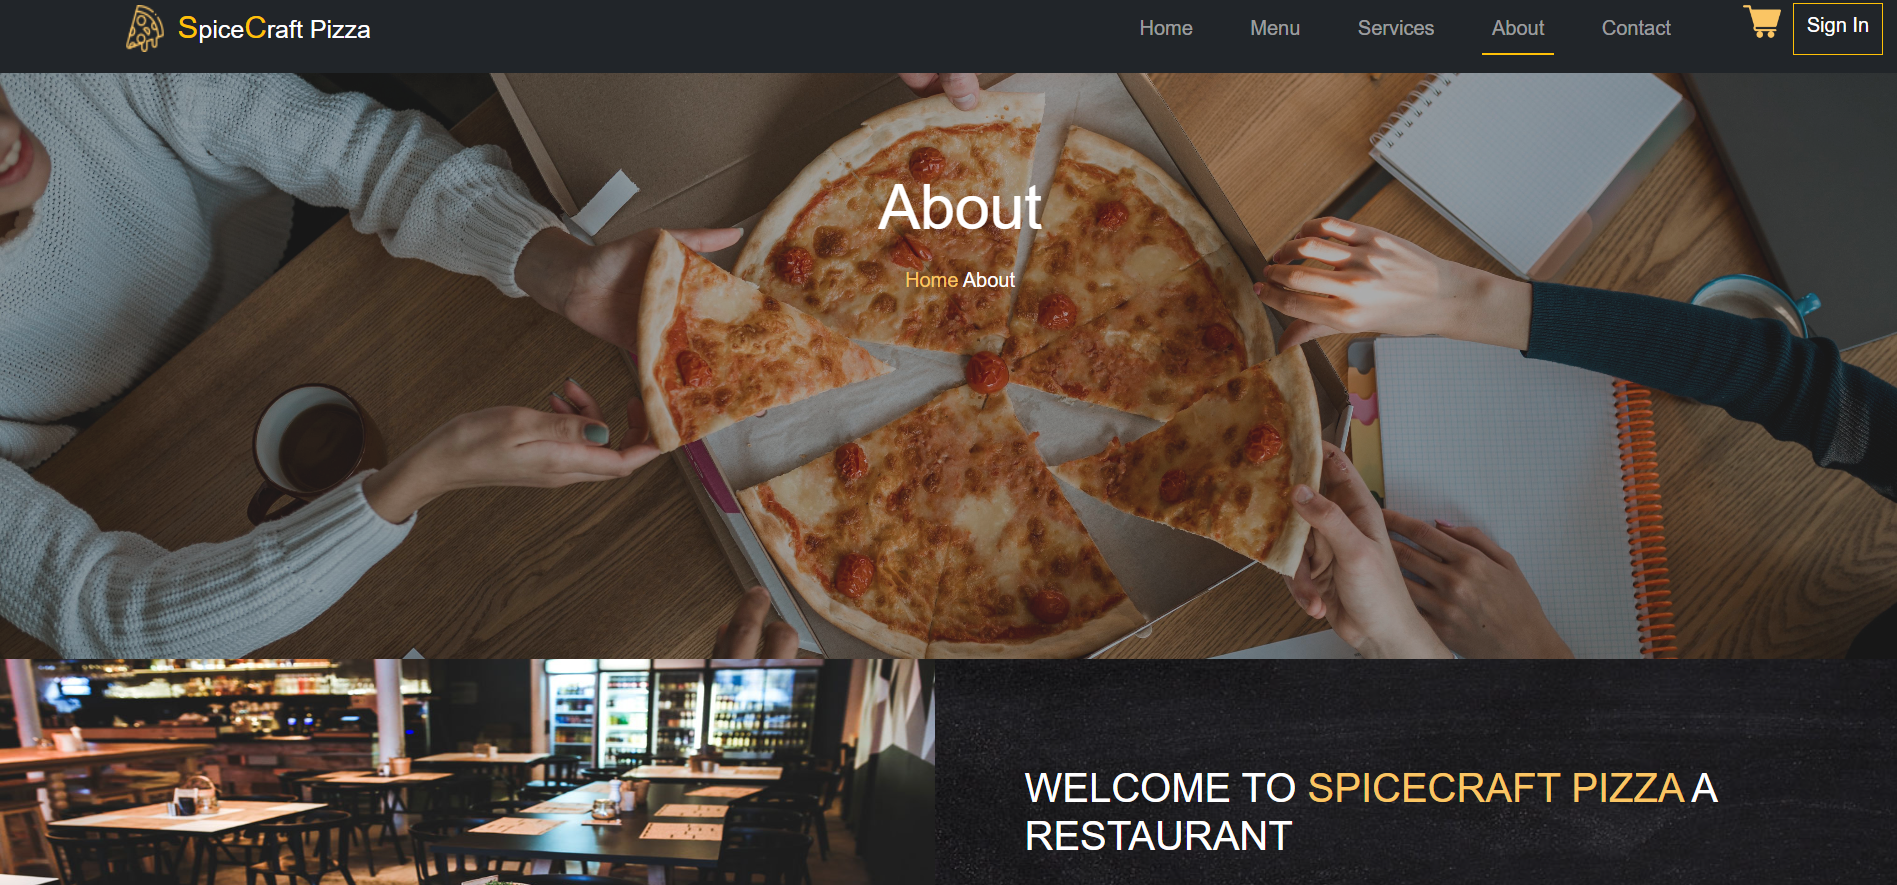 SpiceCraft Pizza
Home Menu Services About Contact Sign In
About
Home About
WELCOME TO SPICECRAFT PIZZA A
RESTAURANT